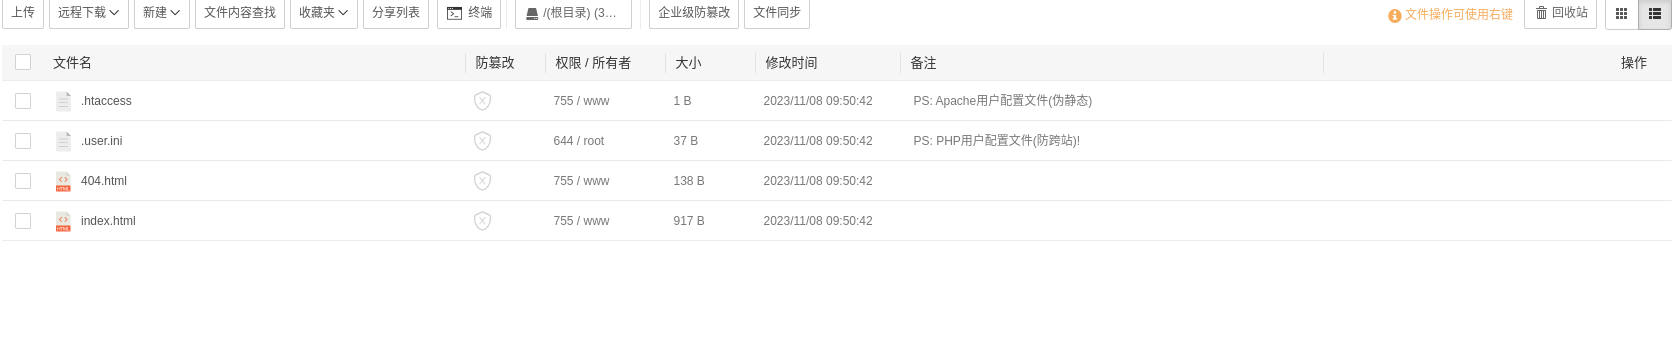 上传 远程下载 新建 文件内容查找 收藏夹 分享列表 终端 /(根目录) (3... 企业级防篡改 文件同步 文件操作可使用右键 回收站
文件名 防篡改 权限 / 所有者 大小 修改时间 备注 操作
.htaccess 755 / www 1 B 2023/11/08 09:50:42 PS: Apache用户配置文件(伪静态)
.user.ini 644 / root 37 B 2023/11/08 09:50:42 PS: PHP用户配置文件(防跨站)!
404.html 755 / www 138 B 2023/11/08 09:50:42
index.html 755 / www 917 B 2023/11/08 09:50:42